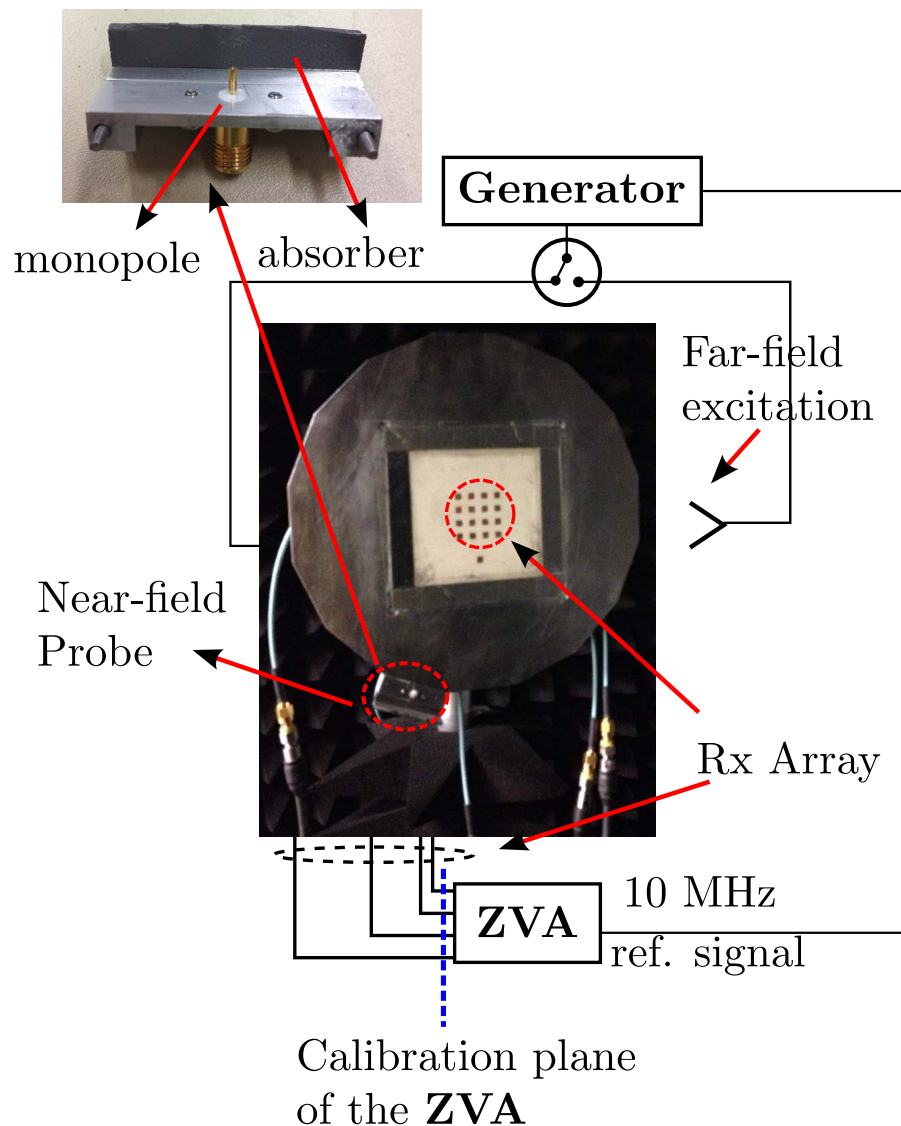 Generator
monopole
absorber
Far-field
excitation
Near-field
Probe
Rx Array
ZVA
10 MHz
ref. signal
Calibration plane
of the ZVA